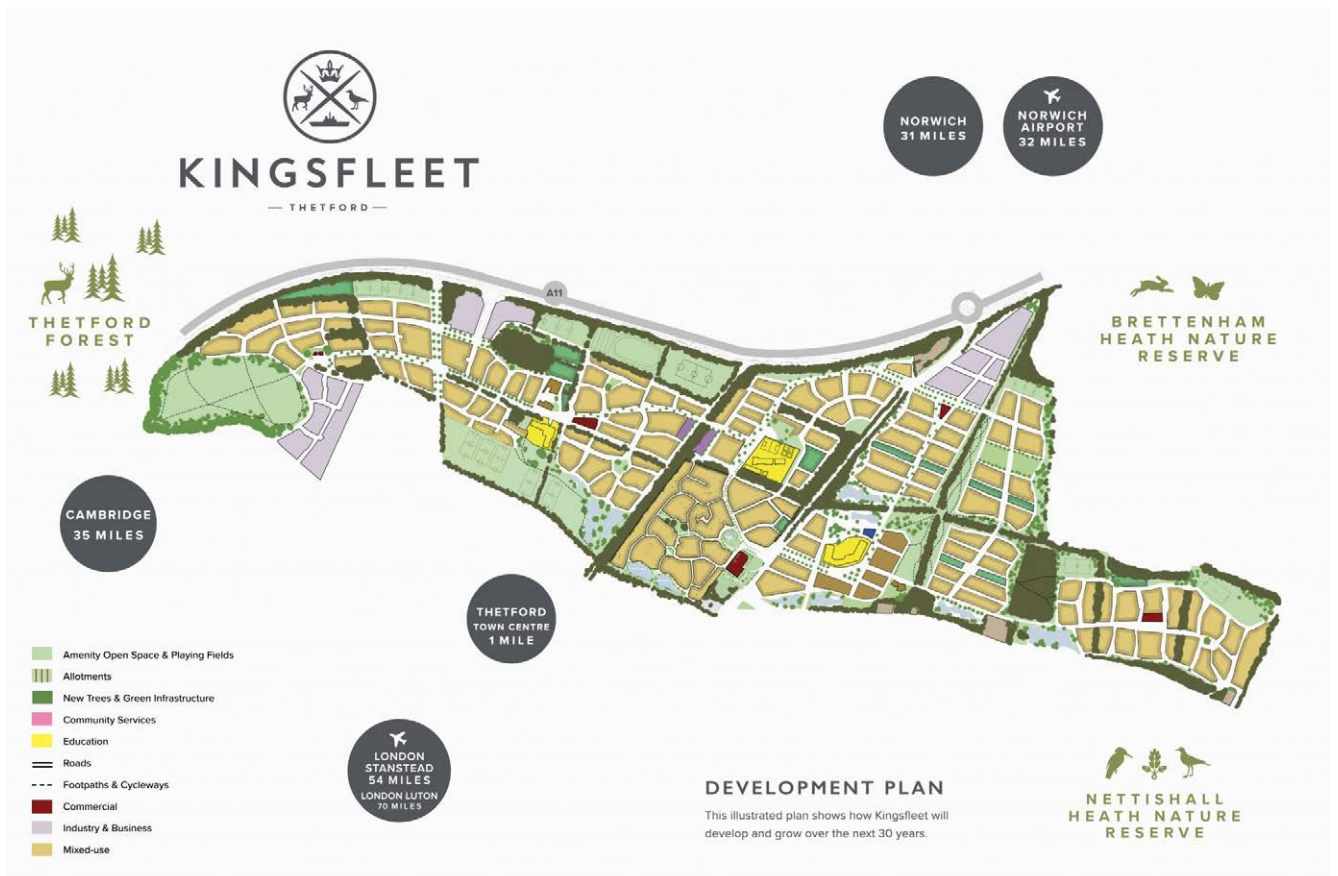 KINGSFLEET
THETFORD
NORWICH
31 MILES
NORWICH
AIRPORT
32 MILES
THETFORD
FOREST
A11
BRETTENHAM
HEATH NATURE
RESERVE
CAMBRIDGE
35 MILES
THETFORD
TOWN CENTRE
1 MILE
Amenity Open Space & Playing Fields
Allotments
New Trees & Green Infrastructure
Community Services
Education
Roads
Footpaths & Cycleways
Commercial
Industry & Business
Mixed-use
LONDON
STANSTEAD
54 MILES
LONDON LUTON
70 MILES
DEVELOPMENT PLAN
This illustrated plan shows how Kingsfleet will
develop and grow over the next 30 years.
NETTISHALL
HEATH NATURE
RESERVE